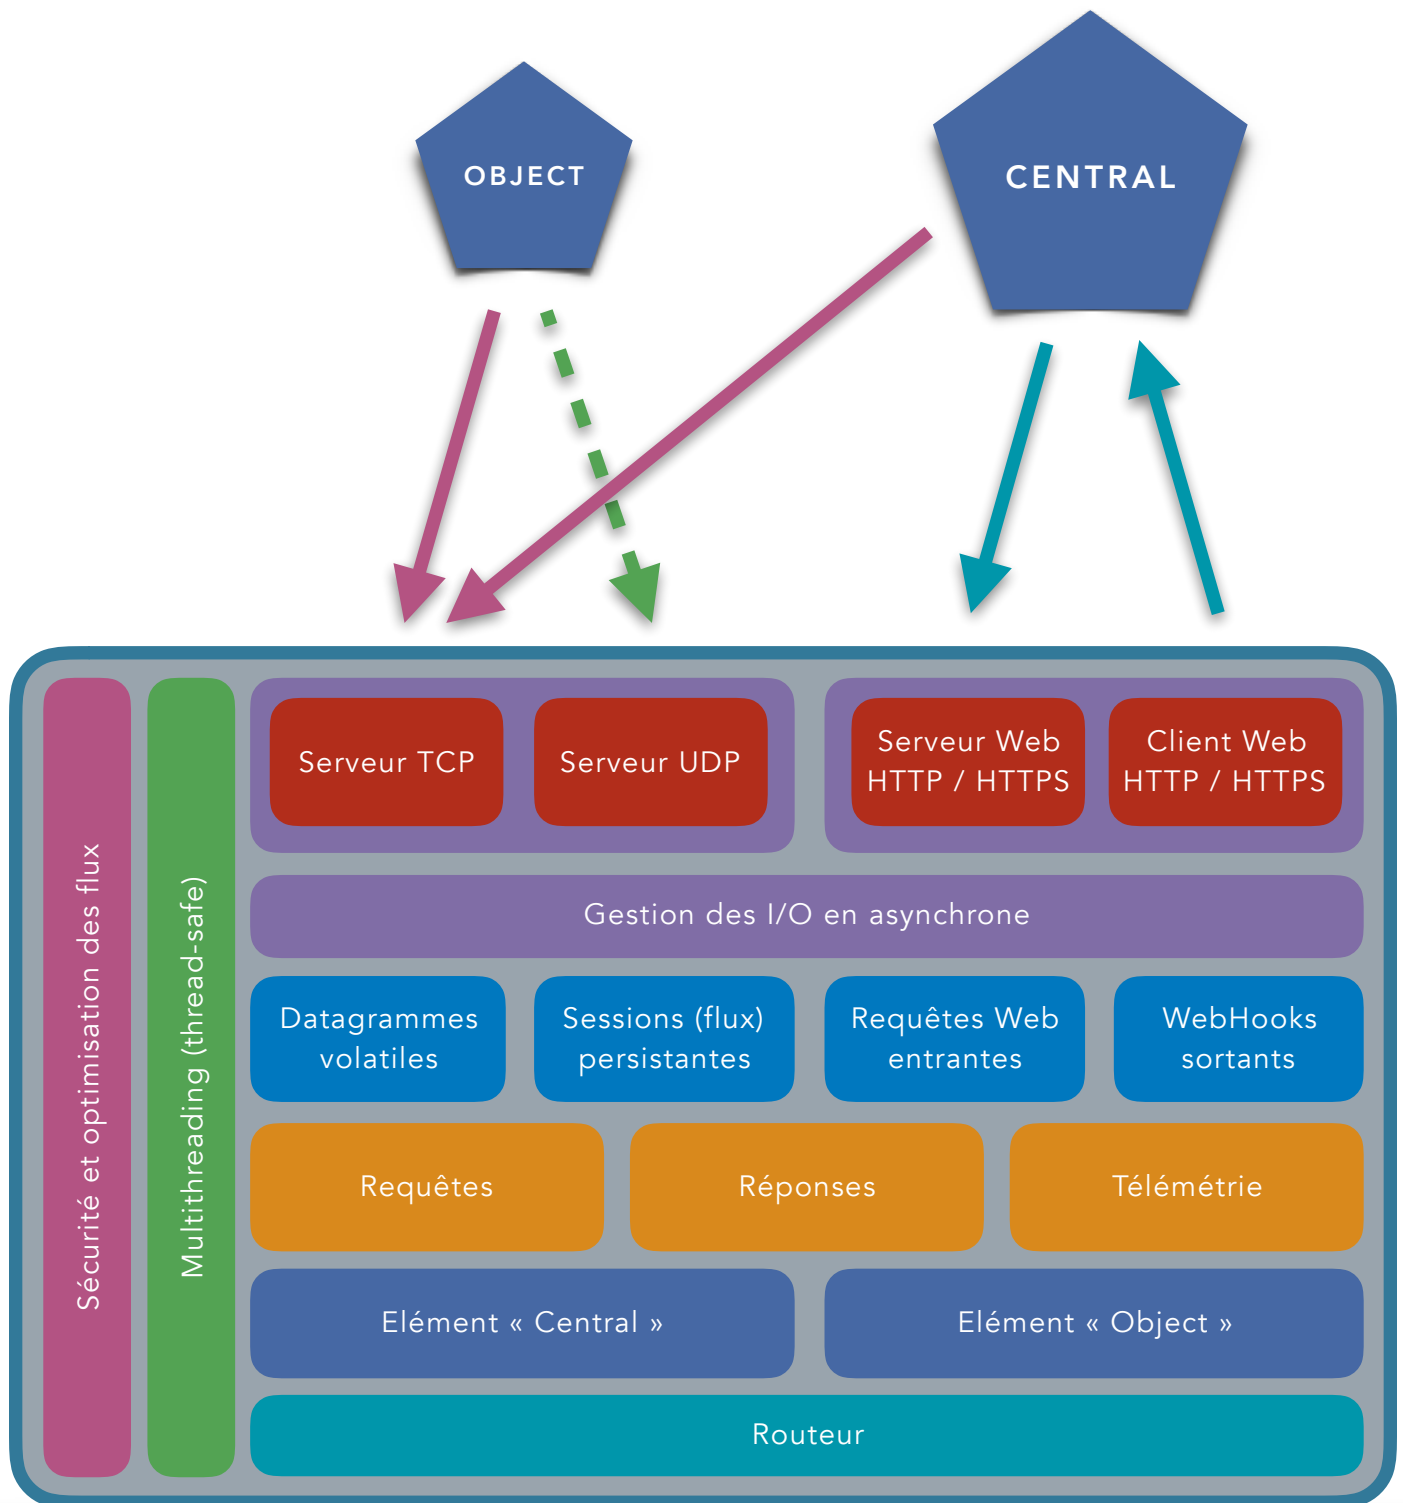 OBJECT
CENTRAL
Sécurité et optimisation des flux
Multithreading (thread-safe)
Serveur TCP
Serveur UDP
Serveur Web
HTTP / HTTPS
Client Web
HTTP / HTTPS
Gestion des I/O en asynchrone
Datagrammes
volatiles
Sessions (flux)
persistantes
Requêtes Web
entrantes
WebHooks
sortants
Requêtes
Réponses
Télémétrie
Elément « Central »
Elément « Object »
Routeur